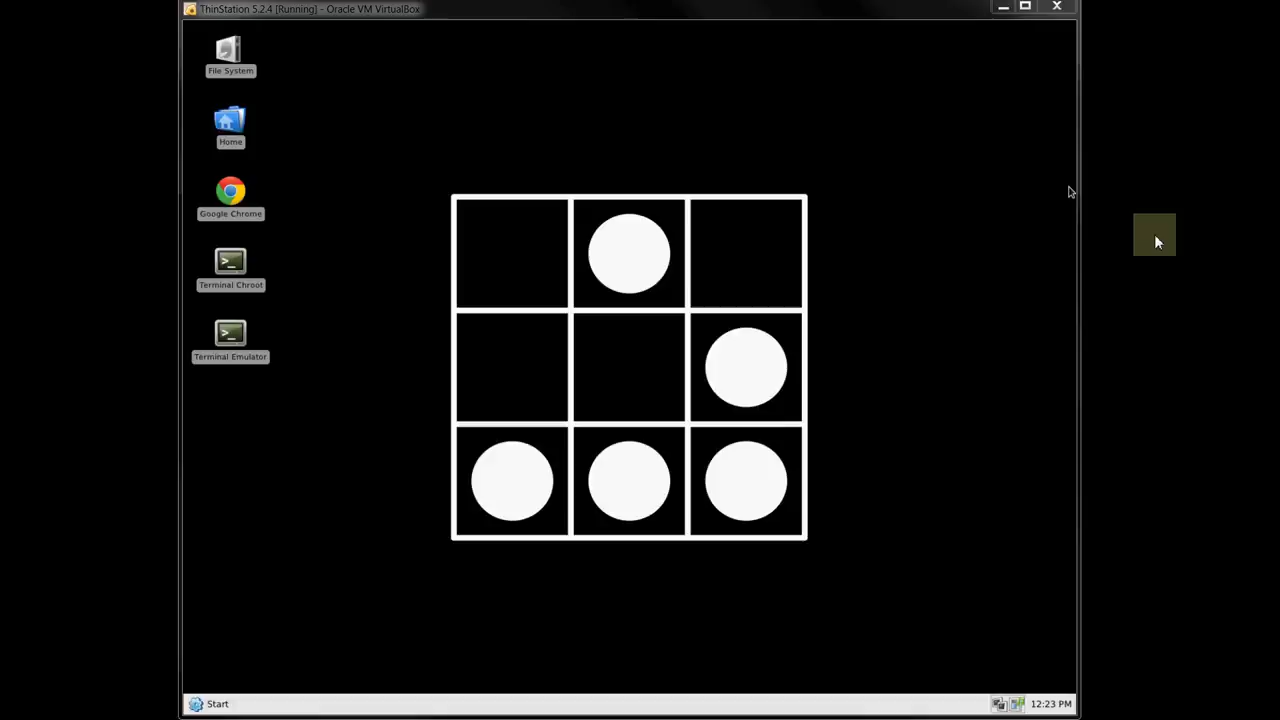 ThinStation 5.2.4 [Running] - Oracle VM VirtualBox
File System
Home
Google Chrome
Terminal Chroot
Terminal Emulator
Start
12:23 PM